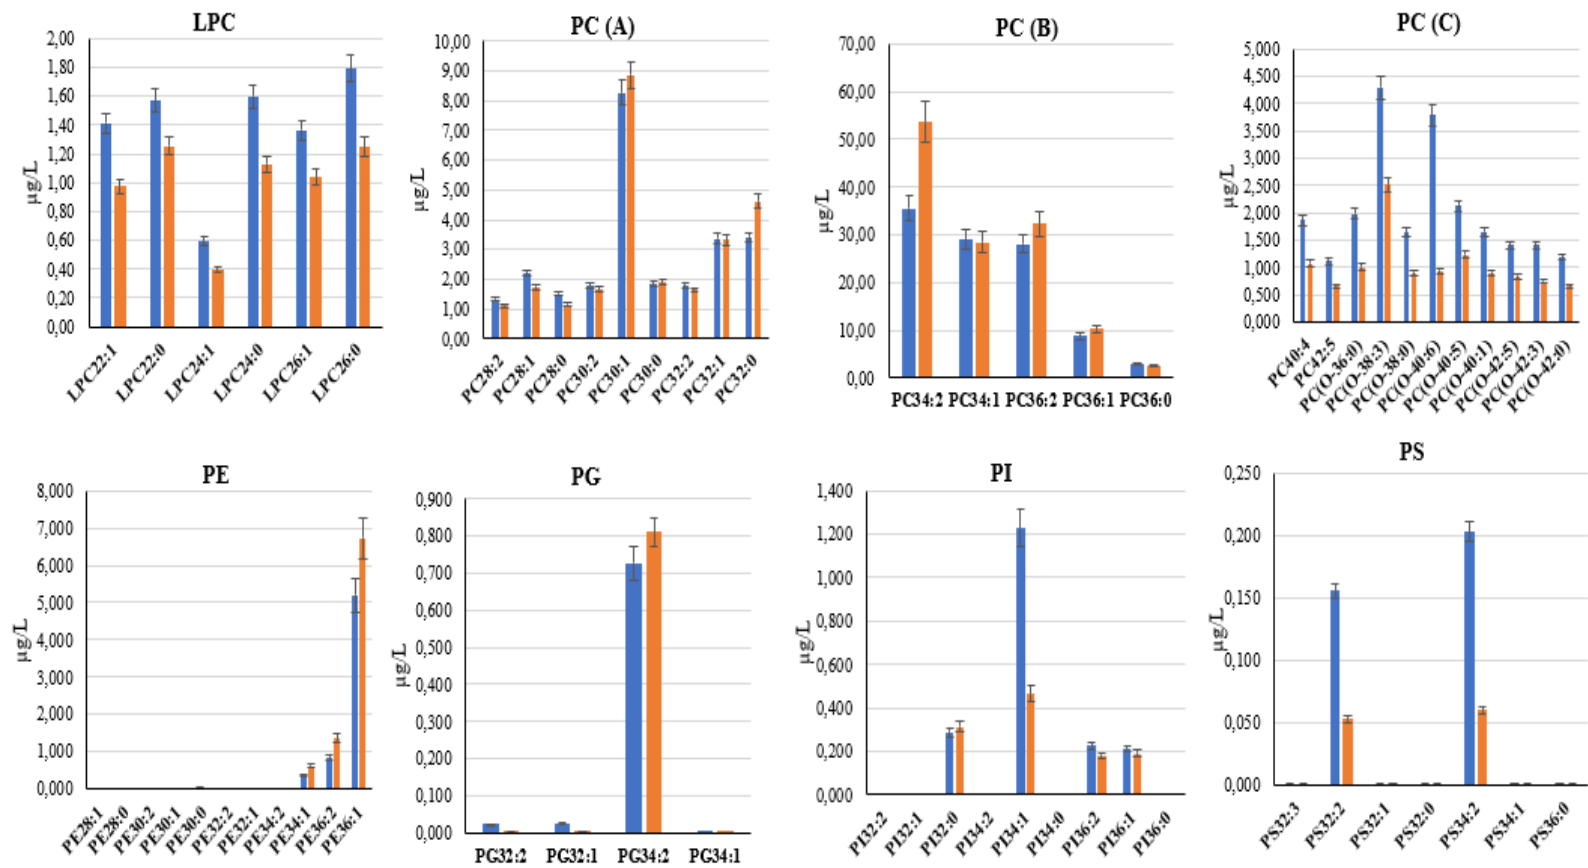 LPC
µg/L
2,00
1,80
1,60
1,40
1,20
1,00
0,80
0,60
0,40
0,20
0,00
LPC22:1
LPC22:0
LPC24:1
LPC24:0
LPC26:1
LPC26:0
PC (A)
µg/L
10,00
9,00
8,00
7,00
6,00
5,00
4,00
3,00
2,00
1,00
0,00
PC28:2
PC28:1
PC28:0
PC30:2
PC30:1
PC30:0
PC32:2
PC32:1
PC32:0
PC (B)
µg/L
70,00
60,00
50,00
40,00
30,00
20,00
10,00
0,00
PC34:2 PC34:1 PC36:2 PC36:1 PC36:0
PC (C)
µg/L
5,000
4,500
4,000
3,500
3,000
2,500
2,000
1,500
1,000
0,500
0,000
PC40:4
PC42:5
PC(O-36:0)
PC(O-38:3)
PC(O-38:0)
PC(O-40:6)
PC(O-40:5)
PC(O-40:1)
PC(O-42:5)
PC(O-42:3)
PC(O-42:0)
PE
µg/L
8,000
7,000
6,000
5,000
4,000
3,000
2,000
1,000
0,000
PE28:1
PE28:0
PE30:2
PE30:1
PE30:0
PE32:2
PE32:1
PE34:2
PE34:1
PE36:2
PE36:1
PG
µg/L
0,900
0,800
0,700
0,600
0,500
0,400
0,300
0,200
0,100
0,000
PG32:2 PG32:1 PG34:2 PG34:1
PI
µg/L
1,400
1,200
1,000
0,800
0,600
0,400
0,200
0,000
PI32:2
PI32:1
PI32:0
PI34:2
PI34:1
PI34:0
PI36:2
PI36:1
PI36:0
PS
µg/L
0,250
0,200
0,150
0,100
0,050
0,000
PS32:3
PS32:2
PS32:1
PS32:0
PS34:2
PS34:1
PS36:0